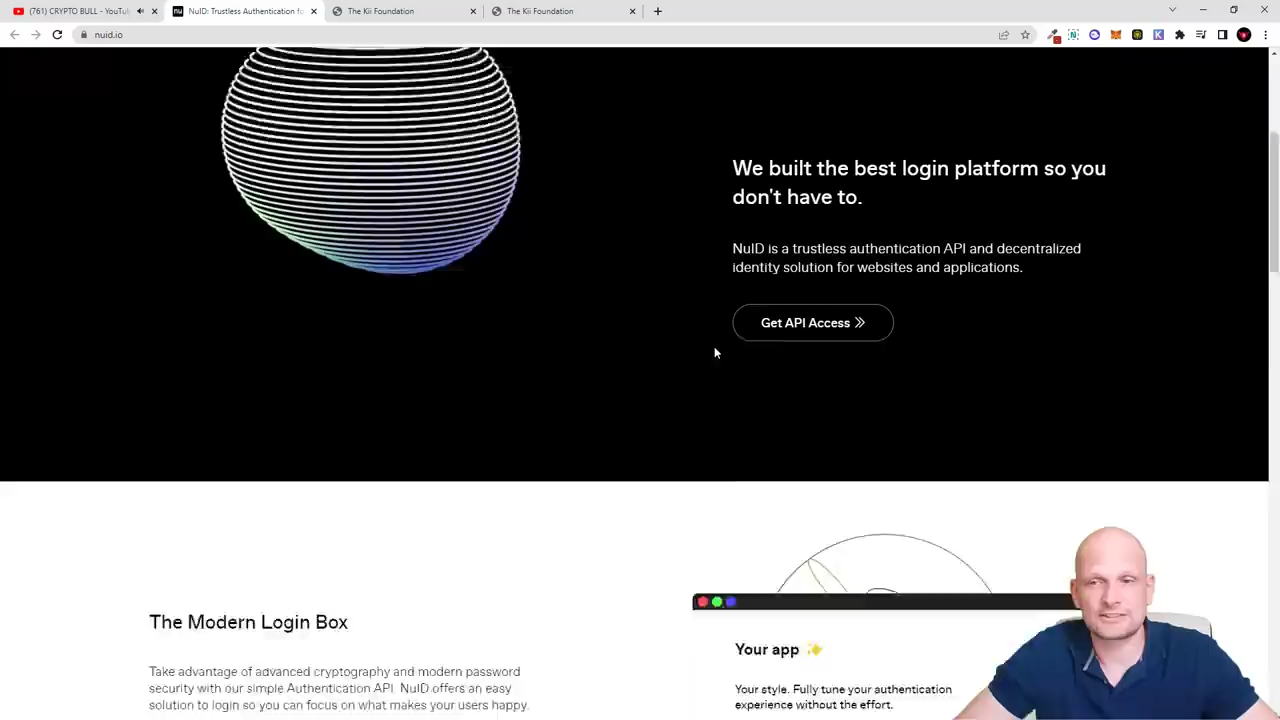 (761) CRYPTO BULL - YouTu
NuID: Trustless Authentication fo
The Kii Foundation
The Kii Foundation
nuid.io
We built the best login platform so you
don't have to.
NuID is a trustless authentication API and decentralized
identity solution for websites and applications.
Get API Access
The Modern Login Box
Take advantage of advanced cryptography and modern password
security with our simple Authentication API. NuID offers an easy
solution to login so you can focus on what makes your users happy.
Your app
Your style. Fully tune your authentication
experience without the effort.